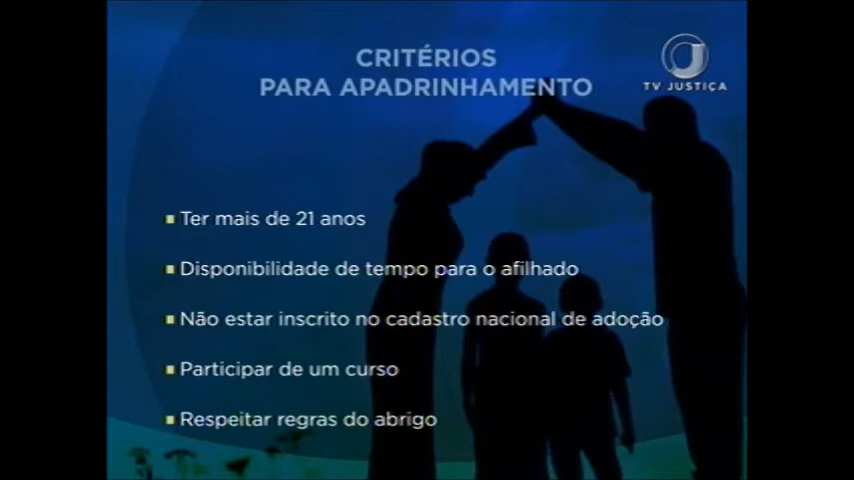 CRITÉRIOS
PARA APADRINHAMENTO
TV JUSTIÇA
Ter mais de 21 anos
Disponibilidade de tempo para o afilhado
Não estar inscrito no cadastro nacional de adoção
Participar de um curso
Respeitar regras do abrigo